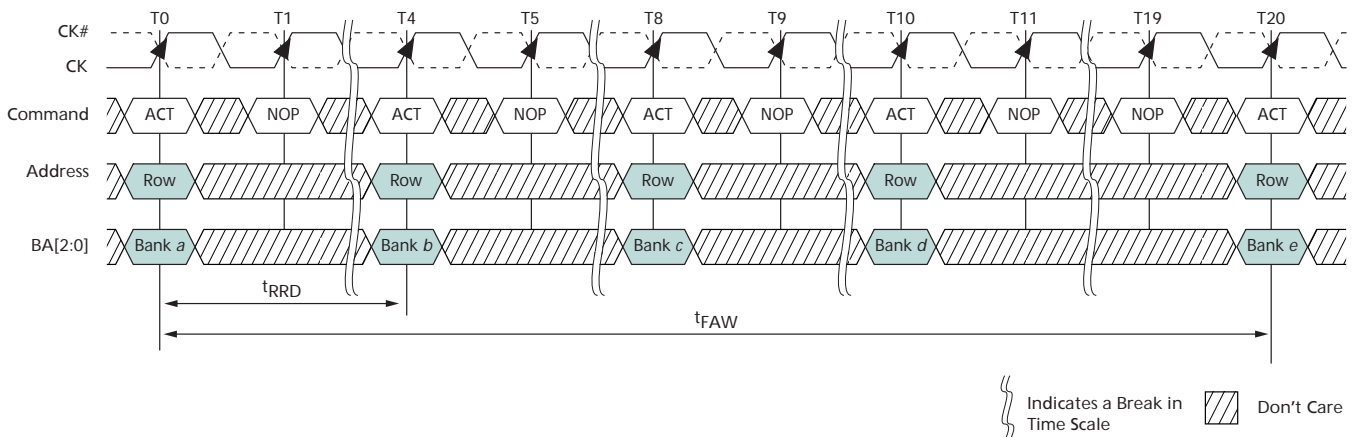 T0 T1 T4 T5 T8 T9 T10 T11 T19 T20
CK#
CK
Command ACT NOP ACT NOP ACT NOP ACT NOP NOP ACT
Address Row Row Row Row Row
BA[2:0] Bank a Bank b Bank c Bank d Bank e
tRRD
tFAW
Indicates a Break in
Time Scale
Don't Care